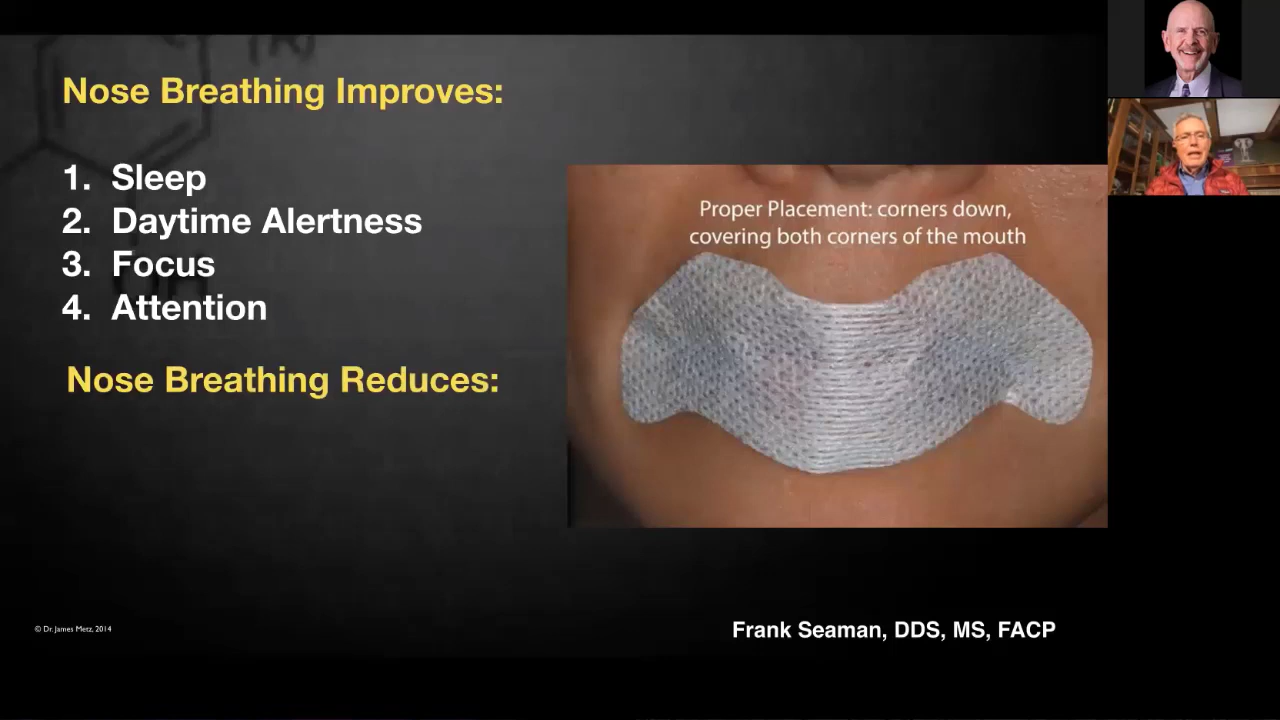 Nose Breathing Improves:
1. Sleep
2. Daytime Alertness
3. Focus
4. Attention
Nose Breathing Reduces:
Proper Placement: corners down,
covering both corners of the mouth
© Dr. James Metz, 2014
Frank Seaman, DDS, MS, FACP